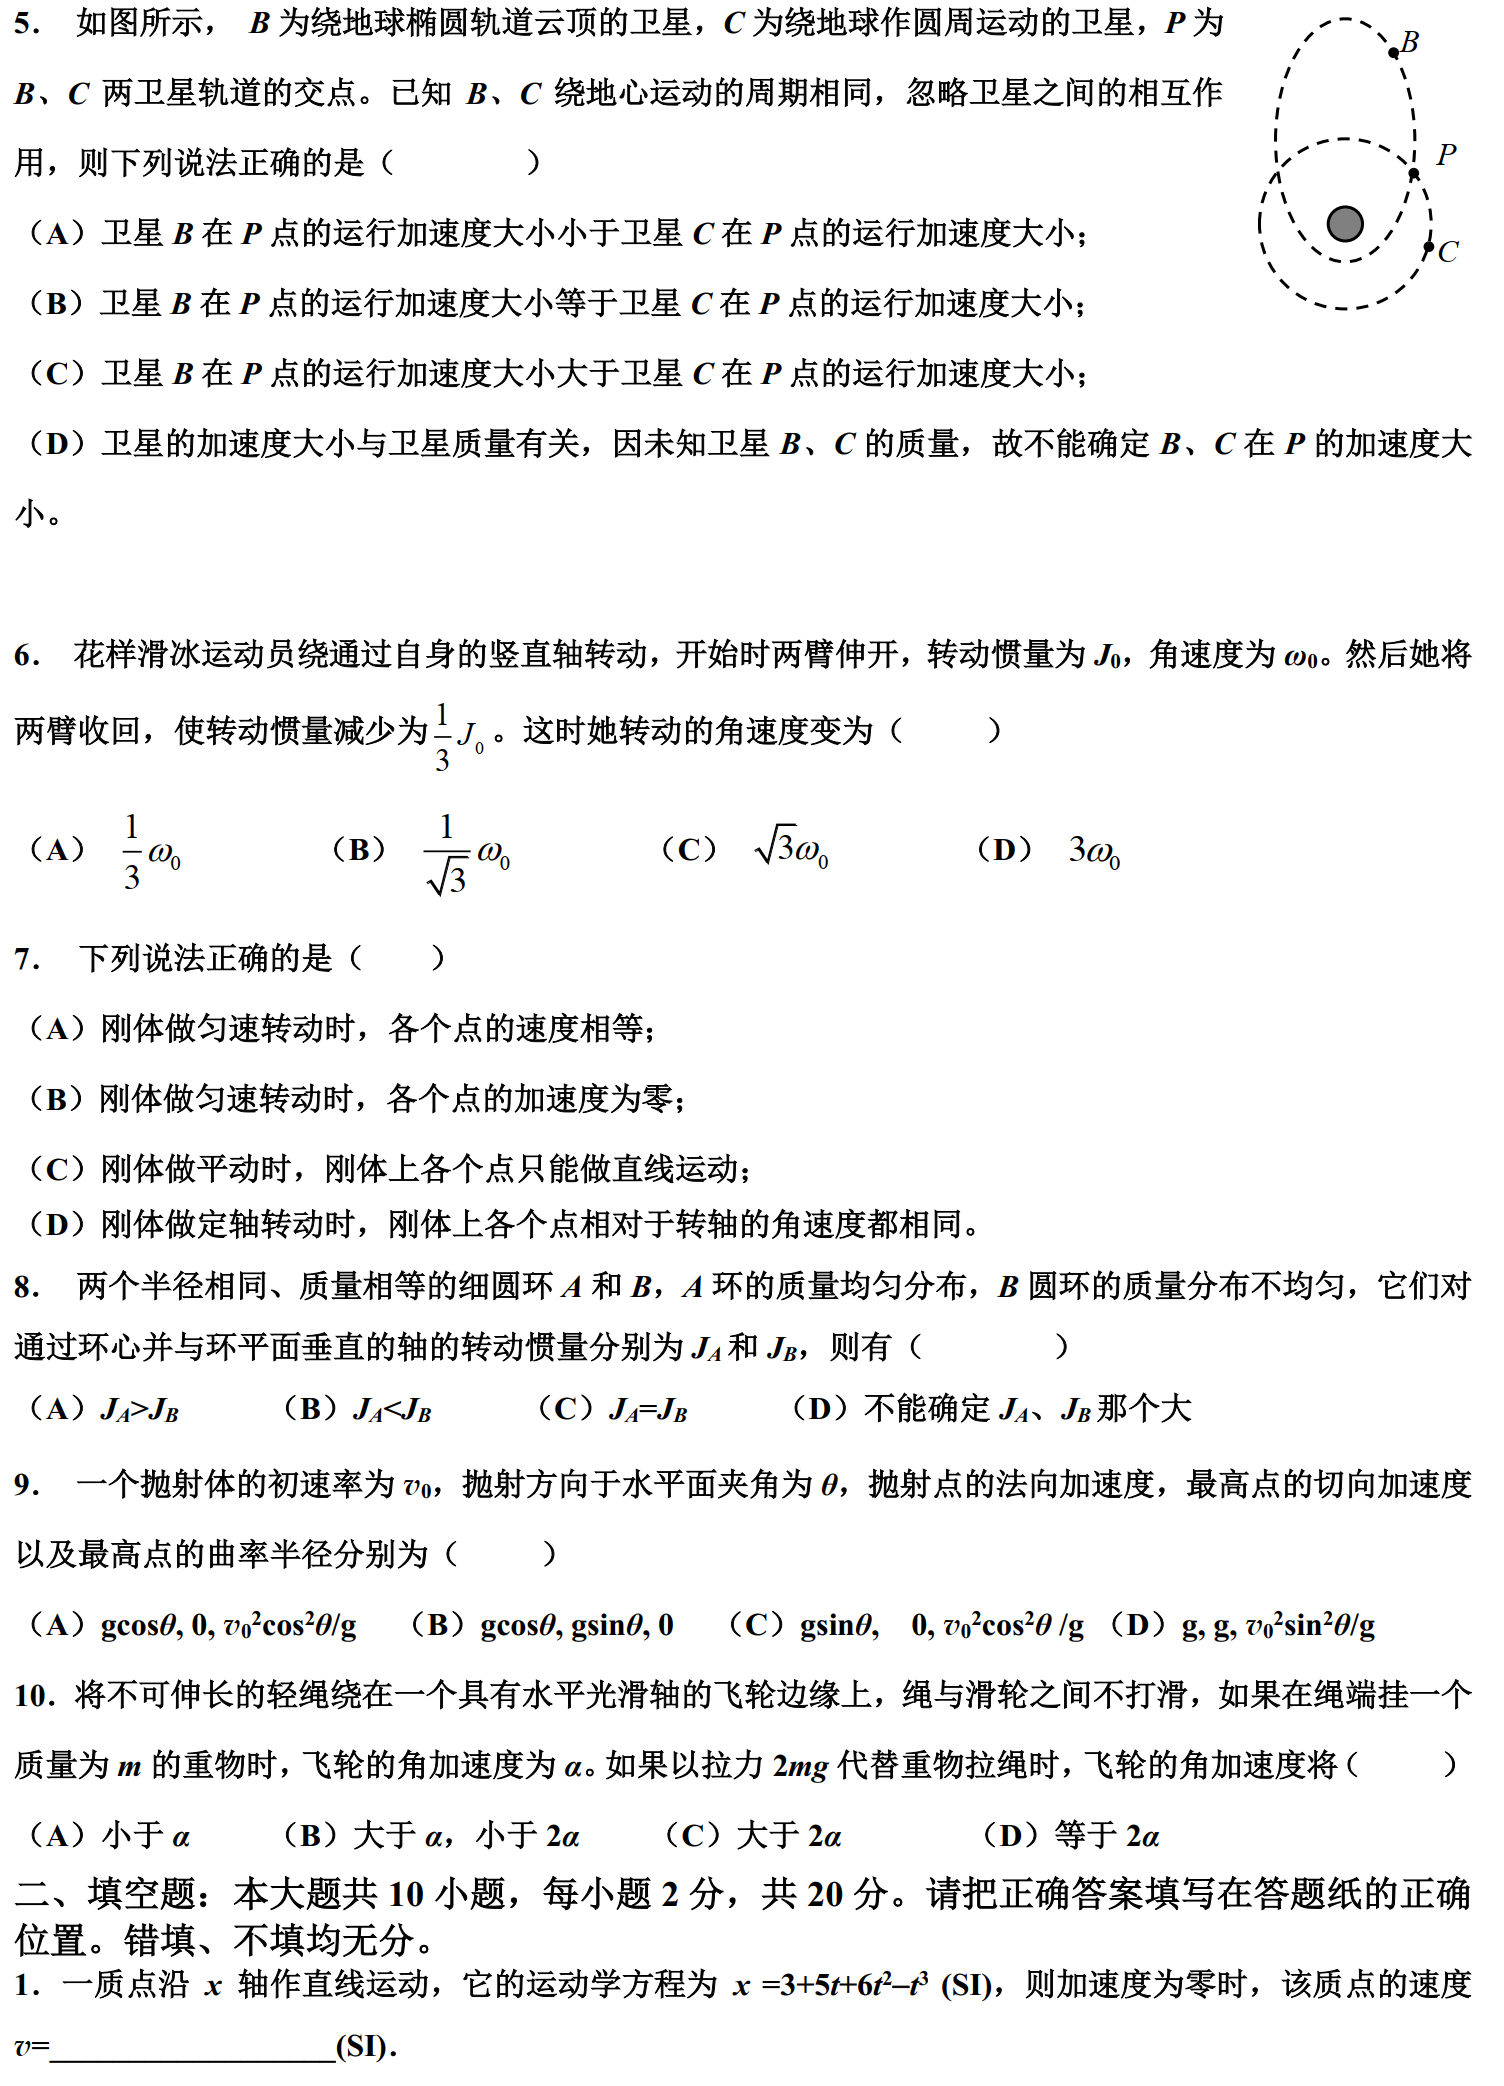 5. 如图所示， B 为绕地球椭圆轨道云顶的卫星，C 为绕地球作圆周运动的卫星，P 为
B、C 两卫星轨道的交点。已知 B、C 绕地心运动的周期相同，忽略卫星之间的相互作
用，则下列说法正确的是（ ）
（A）卫星 B 在 P 点的运行加速度大小小于卫星 C 在 P 点的运行加速度大小；
（B）卫星 B 在 P 点的运行加速度大小等于卫星 C 在 P 点的运行加速度大小；
（C）卫星 B 在 P 点的运行加速度大小大于卫星 C 在 P 点的运行加速度大小；
（D）卫星的加速度大小与卫星质量有关，因未知卫星 B、C 的质量，故不能确定 B、C 在 P 的加速度大
小。
B
P
C
6. 花样滑冰运动员绕通过自身的竖直轴转动，开始时两臂伸开，转动惯量为 J₀，角速度为 ω₀。然后她将
两臂收回，使转动惯量减少为 1/3 J₀ 。这时她转动的角速度变为（ ）
（A） 1/3 ω₀ （B） 1/√3 ω₀ （C） √3ω₀ （D） 3ω₀
7. 下列说法正确的是（ ）
（A）刚体做匀速转动时，各个点的速度相等；
（B）刚体做匀速转动时，各个点的加速度为零；
（C）刚体做平动时，刚体上各个点只能做直线运动；
（D）刚体做定轴转动时，刚体上各个点相对于转轴的角速度都相同。
8. 两个半径相同、质量相等的细圆环 A 和 B，A 环的质量均匀分布，B 圆环的质量分布不均匀，它们对
通过环心并与环平面垂直的轴的转动惯量分别为 J_A 和 J_B，则有（ ）
（A）J_A>J_B （B）J_A<J_B （C）J_A=J_B （D）不能确定 J_A、J_B 那个大
9. 一个抛射体的初速率为 v₀，抛射方向于水平面夹角为 θ，抛射点的法向加速度，最高点的切向加速度
以及最高点的曲率半径分别为（ ）
（A）gcosθ, 0, v₀²cos²θ/g （B）gcosθ, gsinθ, 0 （C）gsinθ, 0, v₀²cos²θ /g （D）g, g, v₀²sin²θ/g
10. 将不可伸长的轻绳绕在一个具有水平光滑轴的飞轮边缘上，绳与滑轮之间不打滑，如果在绳端挂一个
质量为 m 的重物时，飞轮的角加速度为 α。如果以拉力 2mg 代替重物拉绳时，飞轮的角加速度将（ ）
（A）小于 α （B）大于 α，小于 2α （C）大于 2α （D）等于 2α
二、填空题：本大题共 10 小题，每小题 2 分，共 20 分。请把正确答案填写在答题纸的正确
位置。错填、不填均无分。
1. 一质点沿 x 轴作直线运动，它的运动学方程为 x =3+5t+6t²–t³ (SI)，则加速度为零时，该质点的速度
v=__________________(SI).